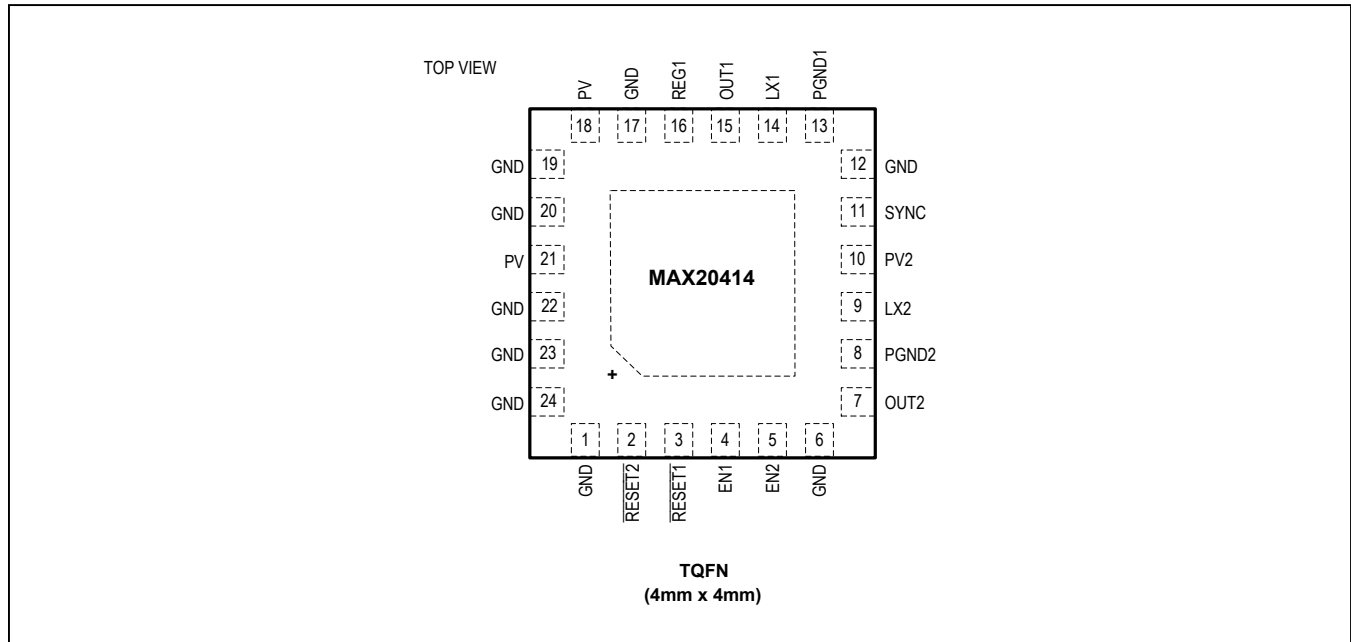 TOP VIEW
PV GND REG1 OUT1 LX1 PGND1
18 17 16 15 14 13
GND 19 12 GND
GND 20 11 SYNC
PV 21 10 PV2
MAX20414
GND 22 9 LX2
GND 23 8 PGND2
+
GND 24 7 OUT2
1 2 3 4 5 6
GND RESET2 RESET1 EN1 EN2 GND
TQFN
(4mm x 4mm)